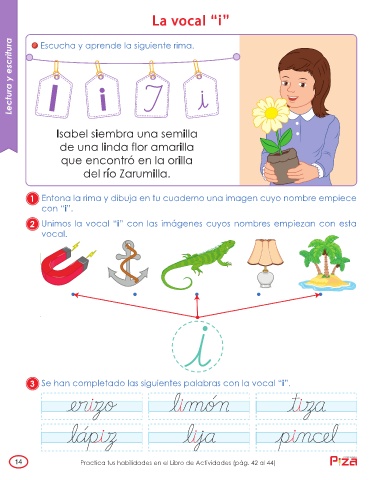 La vocal “i”
Lectura y escritura
Escucha y aprende la siguiente rima.
I i I i
Isabel siembra una semilla
de una linda flor amarilla
que encontró en la orilla
del río Zarumilla.
1 Entona la rima y dibuja en tu cuaderno una imagen cuyo nombre empiece
con “i”.
2 Unimos la vocal “i” con las imágenes cuyos nombres empiezan con esta
vocal.
i
3 Se han completado las siguientes palabras con la vocal “i”.
erizo limón tiza
lápiz lija pincel
14
Practica tus habilidades en el Libro de Actividades (pág. 42 al 44)